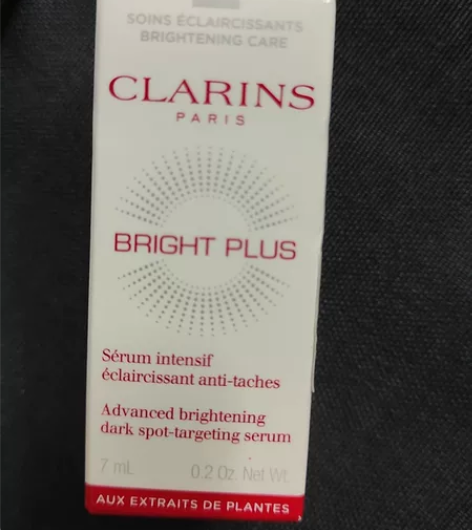 SOINS ÉCLAIRCISSANTS
BRIGHTENING CARE
CLARINS
PARIS
BRIGHT PLUS
Sérum intensif
éclaircissant anti-taches
Advanced brightening
dark spot-targeting serum
7 mL 0.2 Oz. Net Wt.
AUX EXTRAITS DE PLANTES